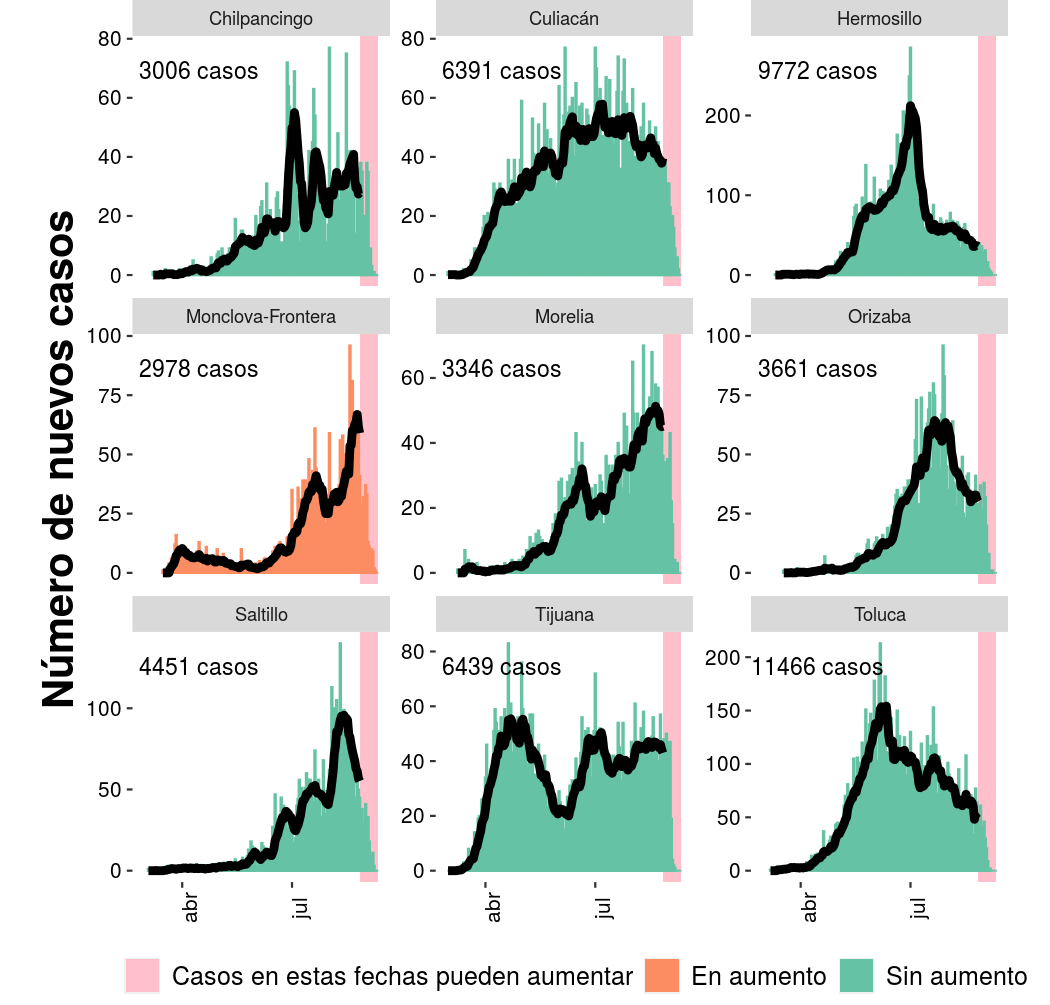 Número de nuevos casos
Chilpancingo
3006 casos
80
60
40
20
0
Culiacán
6391 casos
80
60
40
20
0
Hermosillo
9772 casos
200
100
0
Monclova-Frontera
2978 casos
100
75
50
25
0
Morelia
3346 casos
60
40
20
0
Orizaba
3661 casos
100
75
50
25
0
Saltillo
4451 casos
100
50
0
abr
jul
Tijuana
6439 casos
80
60
40
20
0
abr
jul
Toluca
11466 casos
200
150
100
50
0
abr
jul
Casos en estas fechas pueden aumentar
En aumento
Sin aumento